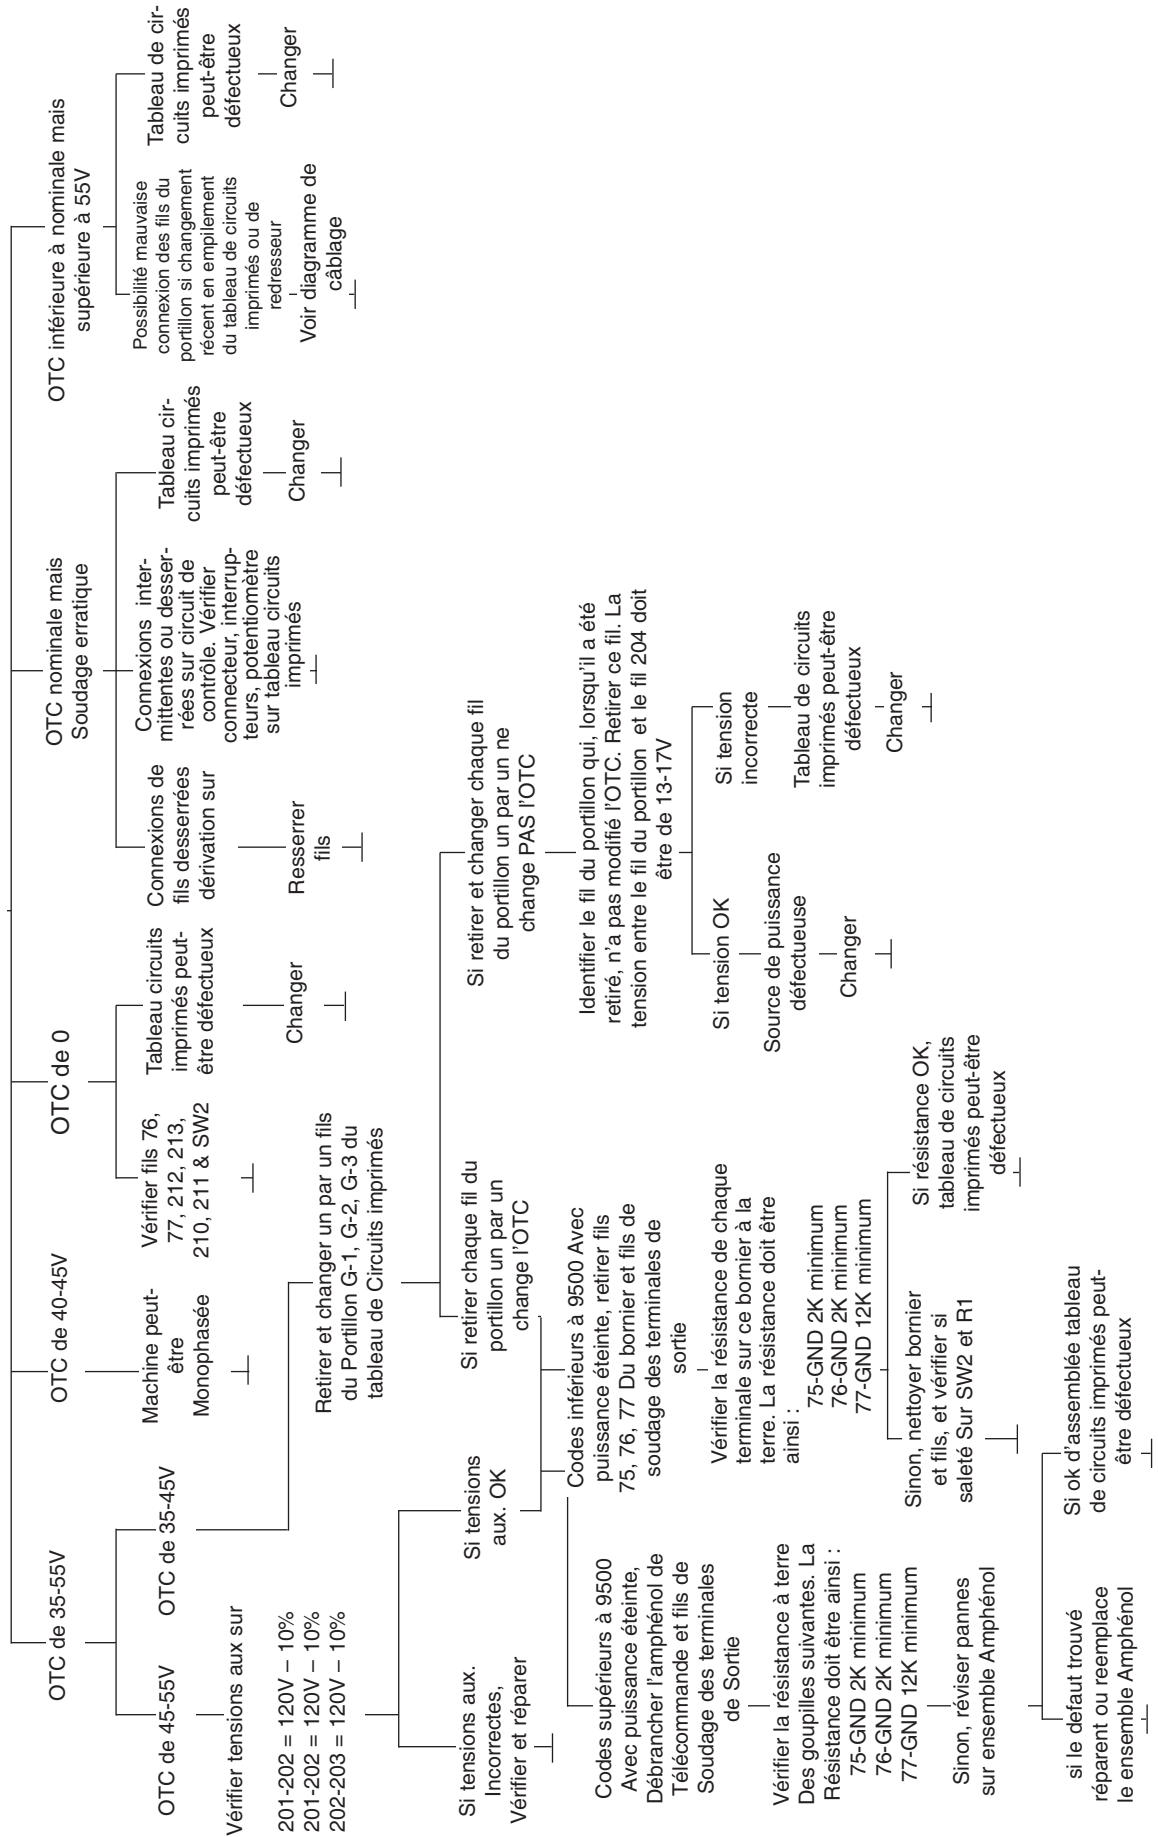 OTC de 35-55V
OTC de 45-55V
Vérifier tensions aux sur
201-202 = 120V – 10%
201-202 = 120V – 10%
202-203 = 120V – 10%
Si tensions aux.
Incorrectes,
Vérifier et réparer
Si tensions
aux. OK
OTC de 35-45V
Retirer et changer un par un fils
du Portillon G-1, G-2, G-3 du
tableau de Circuits imprimés
Si retirer chaque fil du
portillon un par un
change l'OTC
Codes supérieurs à 9500
Avec puissance éteinte,
Débrancher l'amphénol de
Télécommande et fils de
Soudage des terminales
de Sortie
Vérifier la résistance à terre
Des goupilles suivantes. La
Résistance doit être ainsi :
75-GND 2K minimum
76-GND 2K minimum
77-GND 12K minimum
Sinon, réviser pannes
sur ensemble Amphénol
si le defaut trouvé
réparent ou reemplace
le ensemble Amphénol
Si ok d'assemblée tableau
de circuits imprimés peut-
être défectueux
Codes inférieurs à 9500 Avec
puissance éteinte, retirer fils
75, 76, 77 Du bornier et fils de
soudage des terminales de
sortie
Vérifier la résistance de chaque
terminale sur ce bornier à la
terre. La résistance doit être
ainsi :
75-GND 2K minimum
76-GND 2K minimum
77-GND 12K minimum
Sinon, nettoyer bornier
et fils, et vérifier si
saleté Sur SW2 et R1
Si résistance OK,
tableau de circuits
imprimés peut-être
défectueux
Si retirer et changer chaque fil
du portillon un par un ne
change PAS l'OTC
Identifier le fil du portillon qui, lorsqu'il a été
retiré, n'a pas modifié l'OTC. Retirer ce fil. La
tension entre le fil du portillon et le fil 204 doit
être de 13-17V
Si tension OK
Source de puissance
défectueuse
Changer
Si tension
incorrecte
Tableau de circuits
imprimés peut-être
défectueux
Changer
OTC de 40-45V
Machine peut-
être
Monophasée
OTC de 0
Vérifier fils 76,
77, 212, 213,
210, 211 & SW2
Tableau circuits
imprimés peut-
être défectueux
Changer
OTC nominale mais
Soudage erratique
Connexions de
fils desserrées
dérivation sur
Resserrer
fils
Connexions inter-
mittentes ou desser-
rées sur circuit de
contrôle. Vérifier
connecteur, interrup-
teurs, potentiomètre
sur tableau circuits
imprimés
Tableau cir-
cuits imprimés
peut-être
défectueux
Changer
OTC inférieure à nominale mais
supérieure à 55V
Possibilité mauvaise
connexion des fils du
portillon si changement
récent en empilement
du tableau de circuits
imprimés ou de
redresseur
Voir diagramme de
câblage
Tableau de cir-
cuits imprimés
peut-être
défectueux
Changer